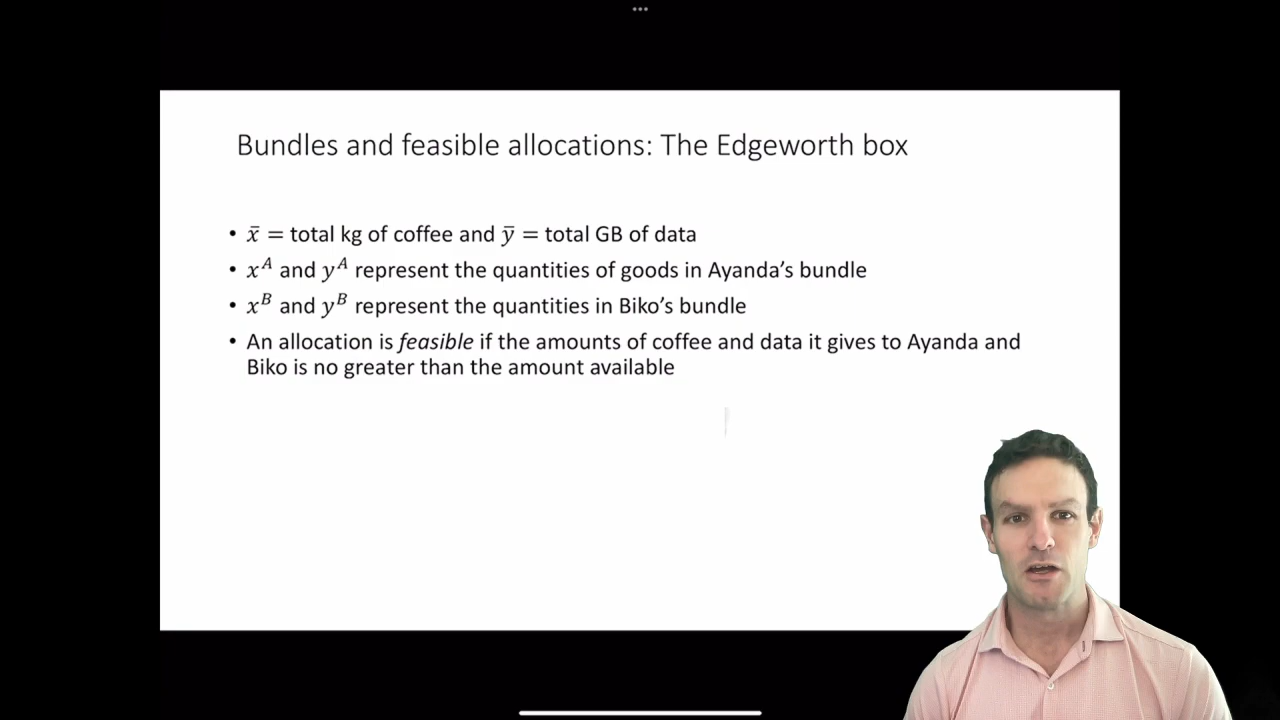 Bundles and feasible allocations: The Edgeworth box
• x̄ = total kg of coffee and ȳ = total GB of data
• xᴬ and yᴬ represent the quantities of goods in Ayanda’s bundle
• xᴮ and yᴮ represent the quantities in Biko’s bundle
• An allocation is feasible if the amounts of coffee and data it gives to Ayanda and
Biko is no greater than the amount available